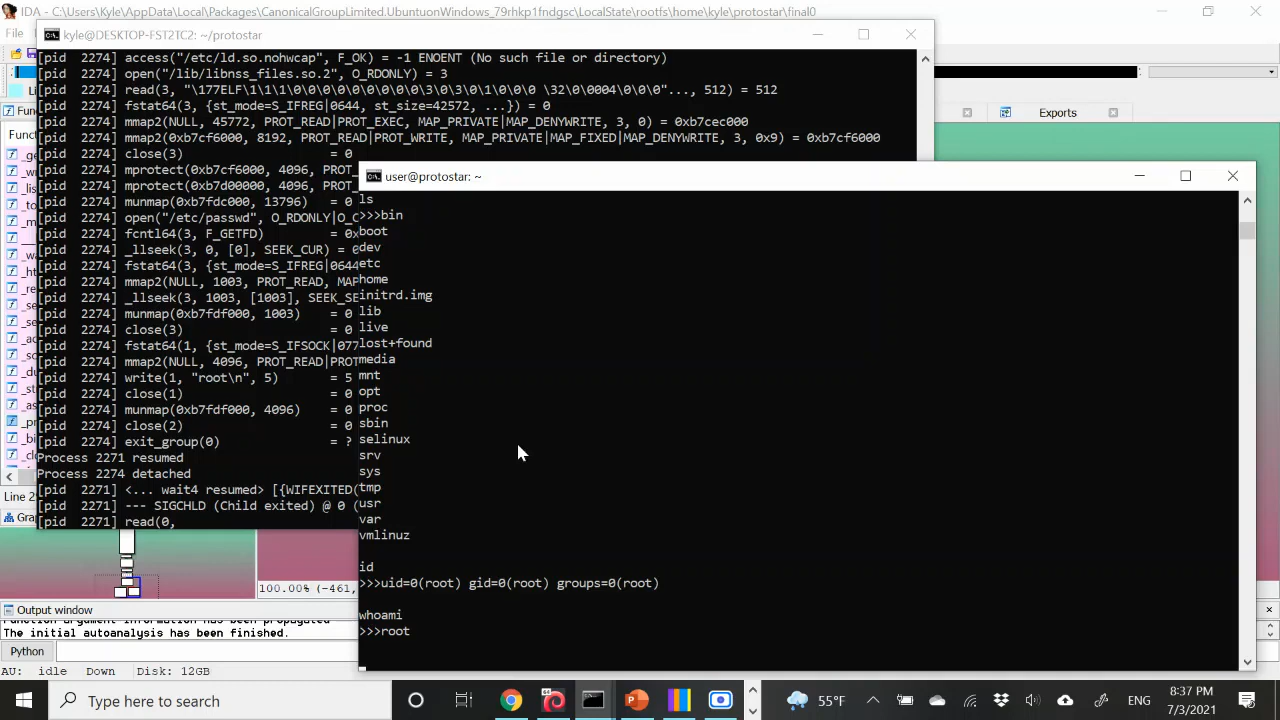 IDA - C:\Users\Kyle/AppData\Local\Packages\CanonicalGroupLimited.UbuntuonWindows_79rhkp1fndgsc\LocalState\rootfs\home\kyle\protostar\final0
File
kyle@DESKTOP-FST2TC2: ~/protostar
[pid  2274] access("/etc/ld.so.nohwcap", F_OK) = -1 ENOENT (No such file or directory)
[pid  2274] open("/lib/libnss_files.so.2", O_RDONLY) = 3
[pid  2274] read(3, "\177ELF\1\1\1\0\0\0\0\0\0\0\0\0\3\0\3\0\1\0\0\0 \32\0\0004\0\0\0"..., 512) = 512
[pid  2274] fstat64(3, {st_mode=S_IFREG|0644, st_size=42572, ...}) = 0
[pid  2274] mmap2(NULL, 45772, PROT_READ|PROT_EXEC, MAP_PRIVATE|MAP_DENYWRITE, 3, 0) = 0xb7cec000
[pid  2274] mmap2(0xb7cf6000, 8192, PROT_READ|PROT_WRITE, MAP_PRIVATE|MAP_FIXED|MAP_DENYWRITE, 3, 0x9) = 0xb7cf6000
[pid  2274] close(3) = 0
[pid  2274] mprotect(0xb7cf6000, 4096, PROT_
[pid  2274] mprotect(0xb7d00000, 4096, PROT
[pid  2274] munmap(0xb7fdc000, 13796) = 0
[pid  2274] open("/etc/passwd", O_RDONLY|O_C
[pid  2274] fcntl64(3, F_GETFD) = 0x
[pid  2274] _llseek(3, 0, [0], SEEK_CUR) = 0
[pid  2274] fstat64(3, {st_mode=S_IFREG|0644
[pid  2274] mmap2(NULL, 1003, PROT_READ, MAP
[pid  2274] _llseek(3, 1003, [1003], SEEK_SE
[pid  2274] munmap(0xb7fdf000, 1003) = 0
[pid  2274] close(3) = 0
[pid  2274] fstat64(1, {st_mode=S_IFSOCK|077
[pid  2274] mmap2(NULL, 4096, PROT_READ|PROT
[pid  2274] write(1, "root\n", 5) = 5
[pid  2274] close(1) = 0
[pid  2274] munmap(0xb7fdf000, 4096) = 0
[pid  2274] close(2) = 0
[pid  2274] exit_group(0) = ?
Process 2271 resumed
Process 2274 detached
[pid  2271] <... wait4 resumed> [{WIFEXITED(
[pid  2271] --- SIGCHLD (Child exited) @ 0 (
[pid  2271] read(0,
user@protostar: ~
ls
>>>bin
boot
dev
etc
home
initrd.img
lib
live
lost+found
media
mnt
opt
proc
sbin
selinux
srv
sys
tmp
usr
var
vmlinuz
id
>>>uid=0(root) gid=0(root) groups=0(root)
whoami
>>>root
Exports
100.00% (-461,
Output window
The initial autoanalysis has been finished.
Python
AU: idle Down Disk: 12GB
Type here to search
55°F
ENG
8:37 PM
7/3/2021